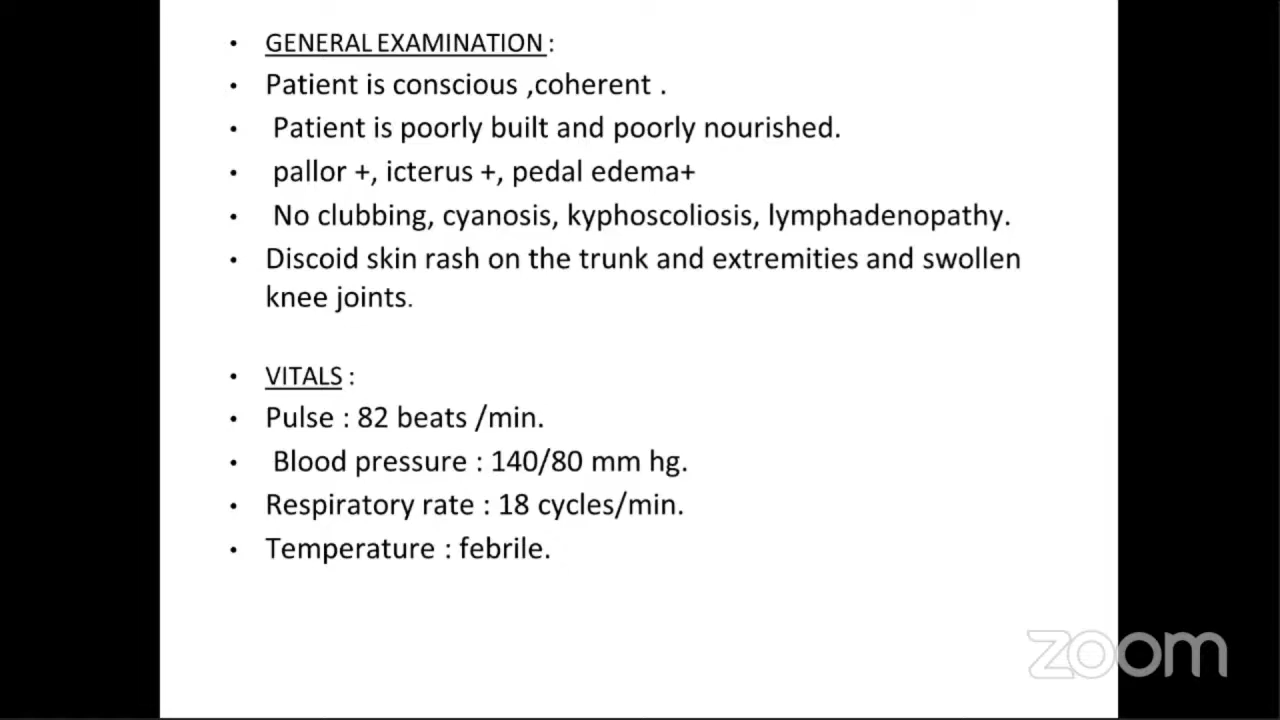 • GENERAL EXAMINATION :
• Patient is conscious ,coherent .
• Patient is poorly built and poorly nourished.
• pallor +, icterus +, pedal edema+
• No clubbing, cyanosis, kyphoscoliosis, lymphadenopathy.
• Discoid skin rash on the trunk and extremities and swollen
knee joints.
• VITALS :
• Pulse : 82 beats /min.
• Blood pressure : 140/80 mm hg.
• Respiratory rate : 18 cycles/min.
• Temperature : febrile.
zoom